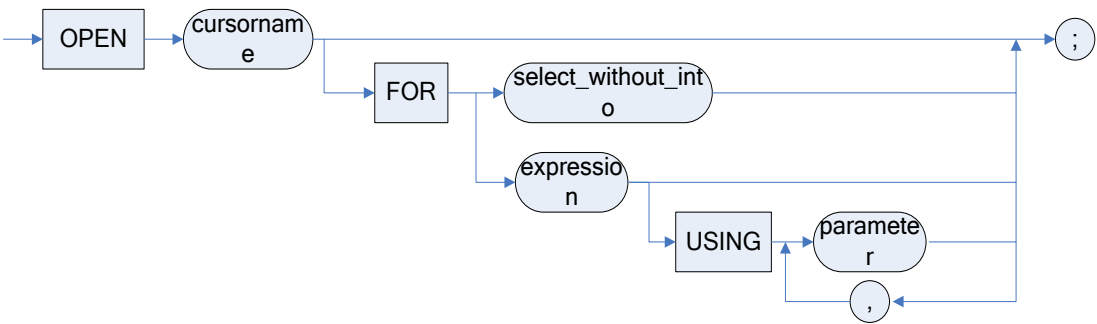 OPEN
cursornam
e
;
FOR
select_without_int
o
expressio
n
USING
paramete
r
,